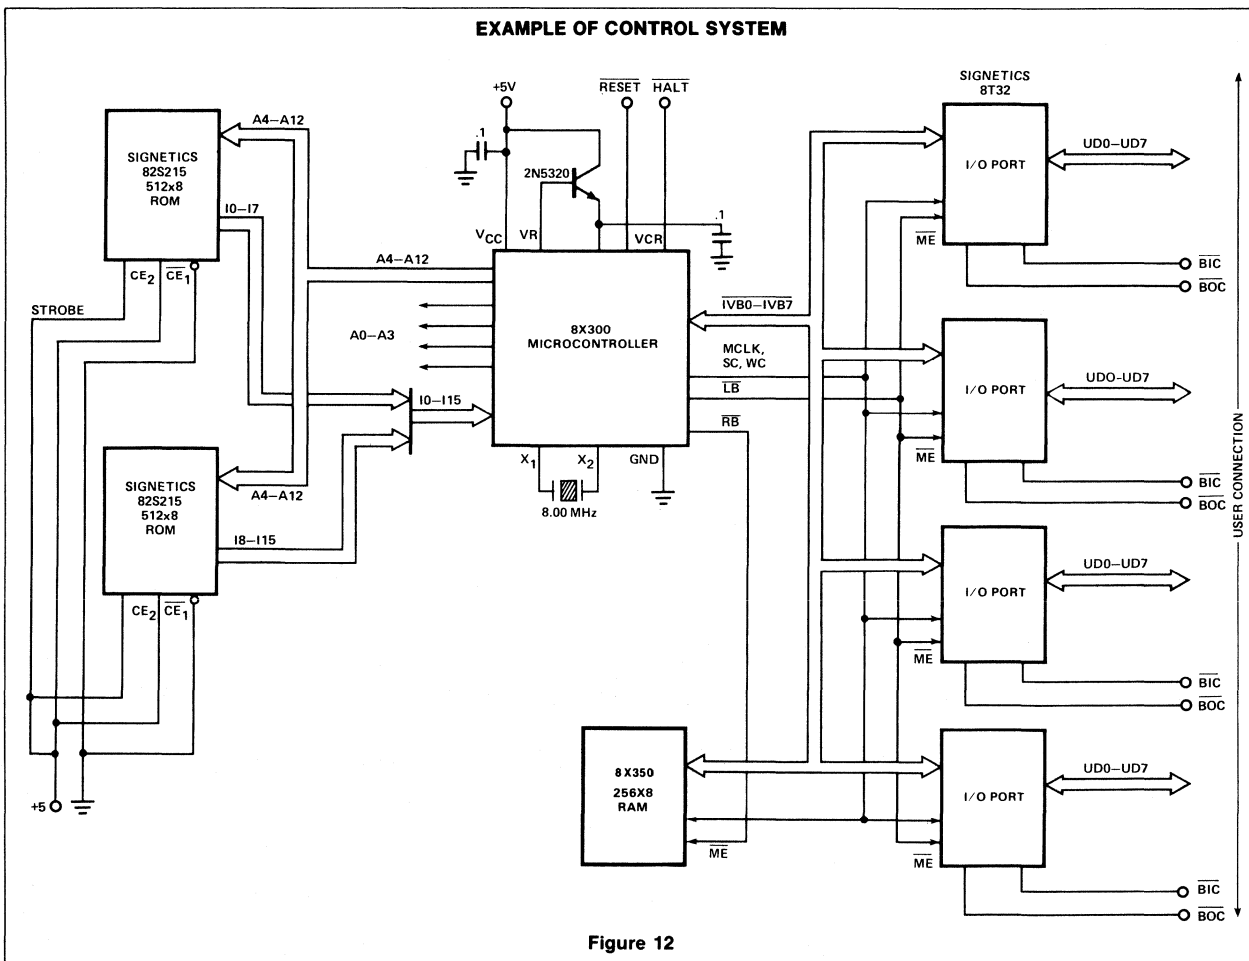 EXAMPLE OF CONTROL SYSTEM
SIGNETICS
8T32
+5V
RESET
HALT
A4–A12
.1
SIGNETICS
82S215
512x8
ROM
2N5320
I/O PORT
UD0–UD7
I0–I7
.1
VCC
VR
VCR
ME
CE2
CE1
A4–A12
BIC
BOC
STROBE
IVB0–IVB7
A0–A3
8X300
MICROCONTROLLER
MCLK,
SC, WC
LB
I/O PORT
UDO-UD7
I0–I15
RB
ME
X1
X2
GND
BIC
BOC
8.00 MHz
SIGNETICS
82S215
512x8
ROM
A4–A12
I8–I15
USER CONNECTION
I/O PORT
UD0–UD7
CE2
CE1
ME
BIC
BOC
8X350
256X8
RAM
I/O PORT
UD0–UD7
+5
ME
ME
BIC
BOC
Figure 12